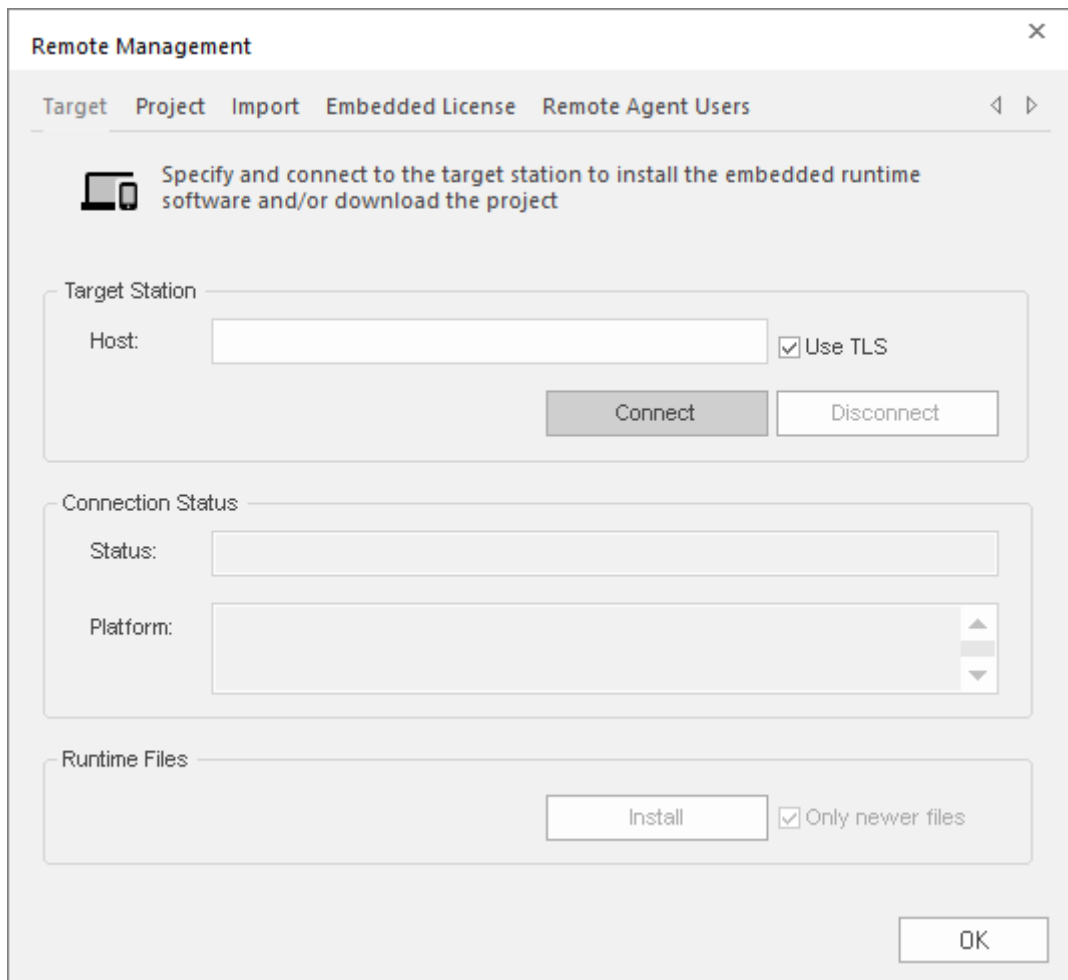 Remote Management
Target Project Import Embedded License Remote Agent Users
Specify and connect to the target station to install the embedded runtime
software and/or download the project
Target Station
Host:
Use TLS
Connect
Disconnect
Connection Status
Status:
Platform:
Runtime Files
Install
Only newer files
OK